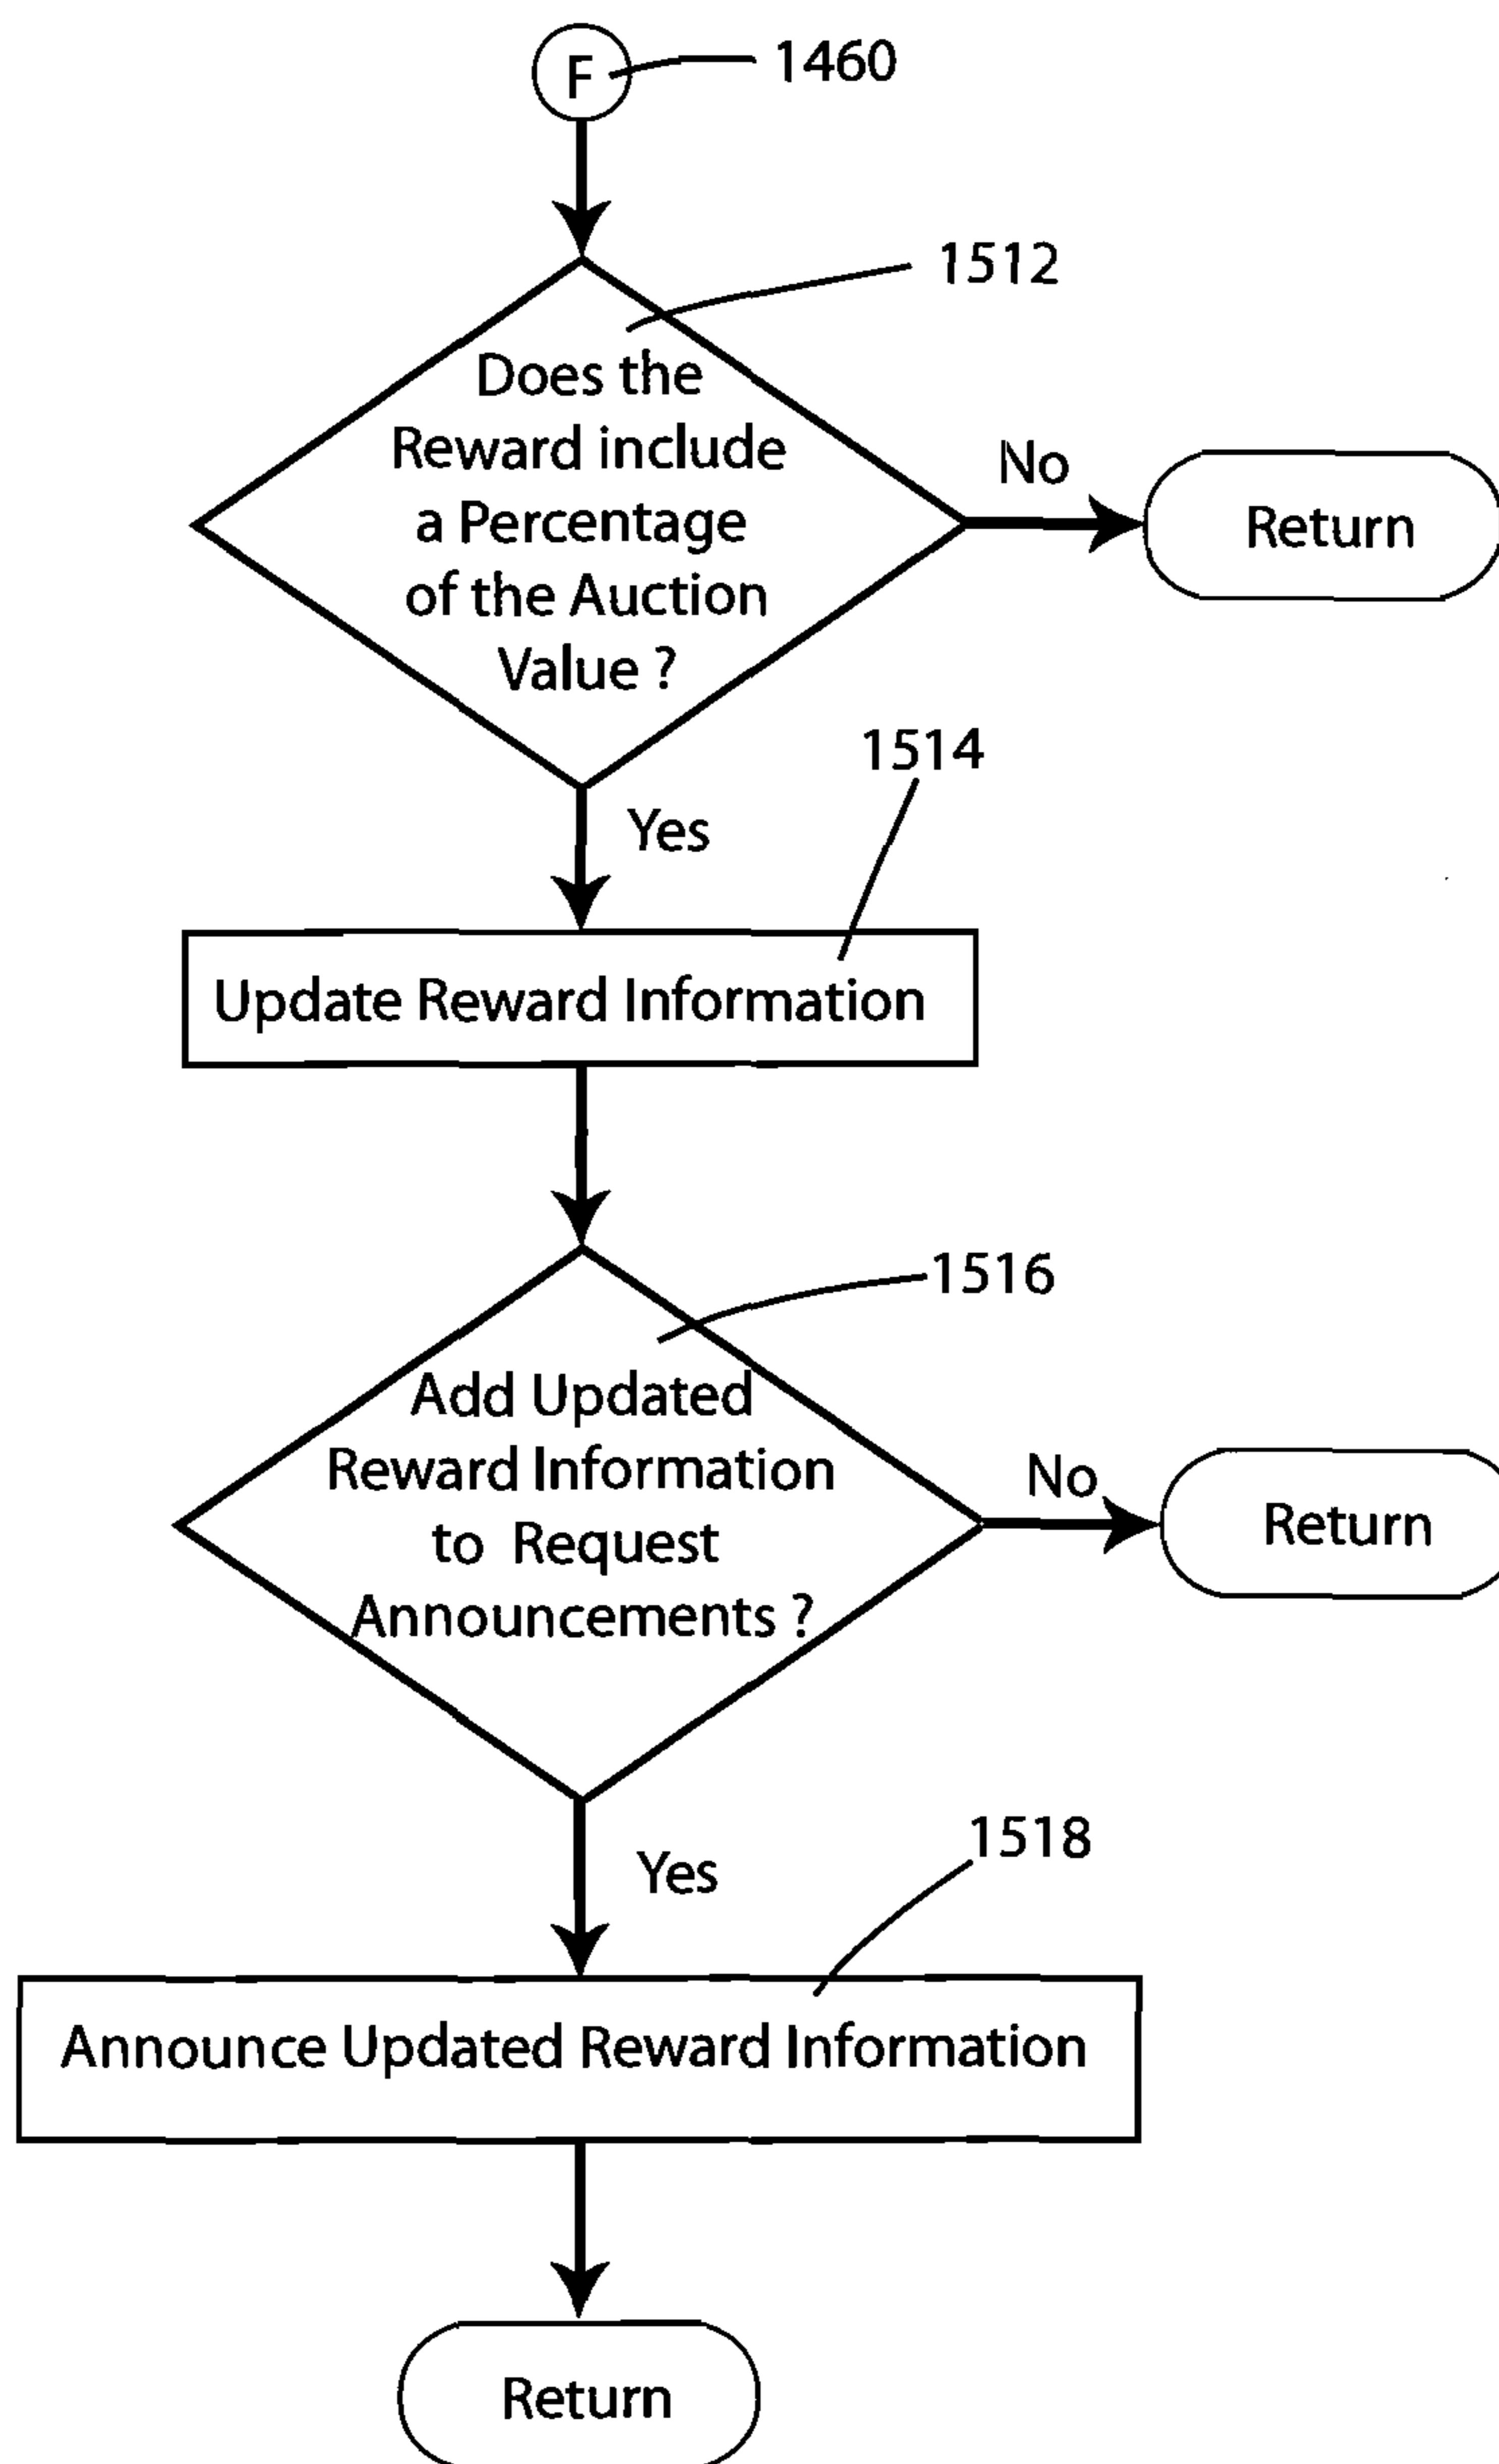 F
1460
1512
Does the
Reward include
a Percentage
of the Auction
Value ?
No
Return
1514
Yes
Update Reward Information
1516
Add Updated
Reward Information
to Request
Announcements ?
No
Return
1518
Yes
Announce Updated Reward Information
Return